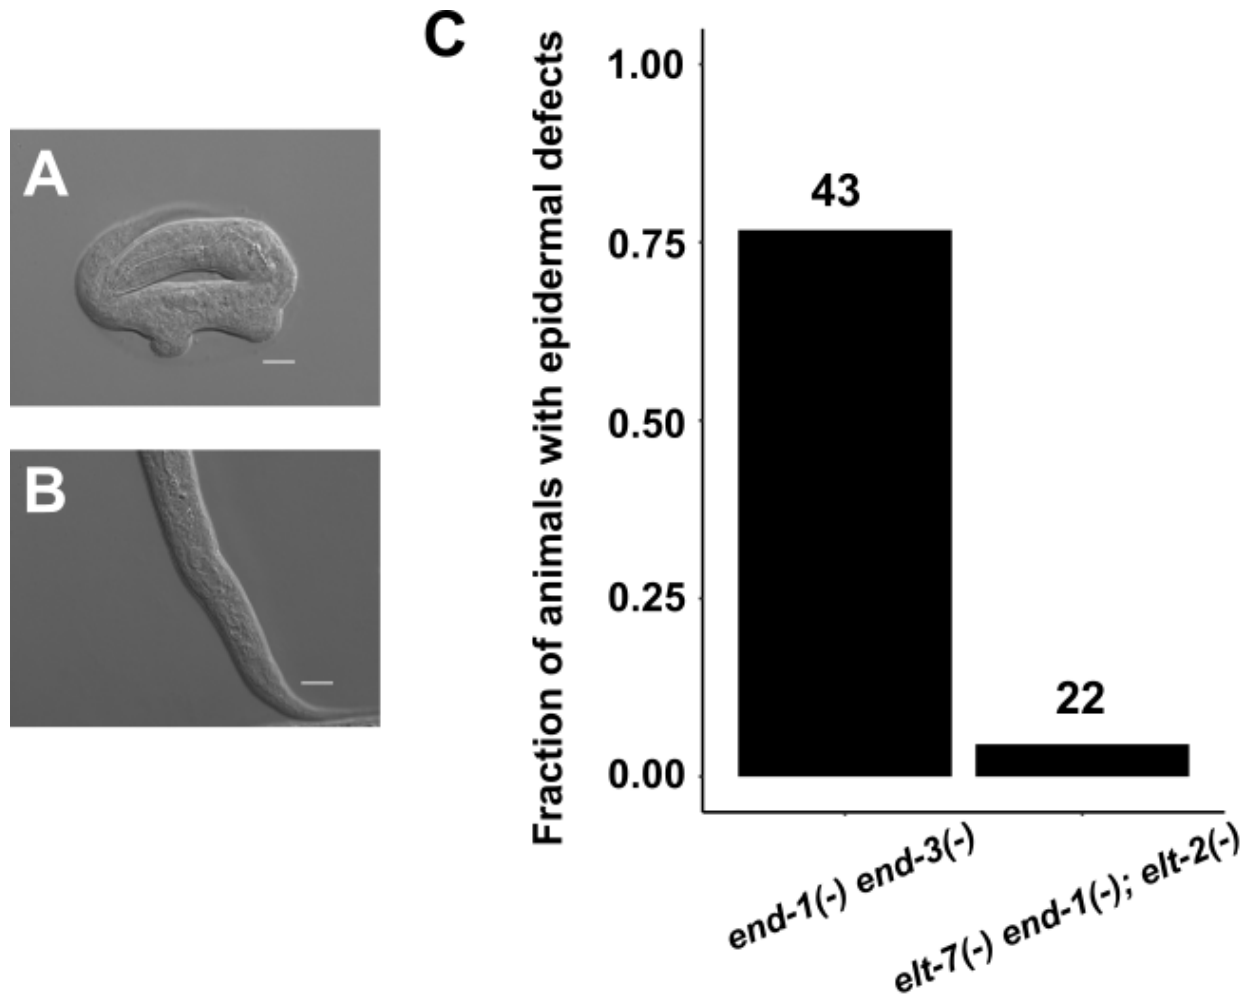 A
B
C
Fraction of animals with epidermal defects
1.00
0.75
0.50
0.25
0.00
43
22
end-1(-) end-3(-)
elt-7(-) end-1(-); elt-2(-)